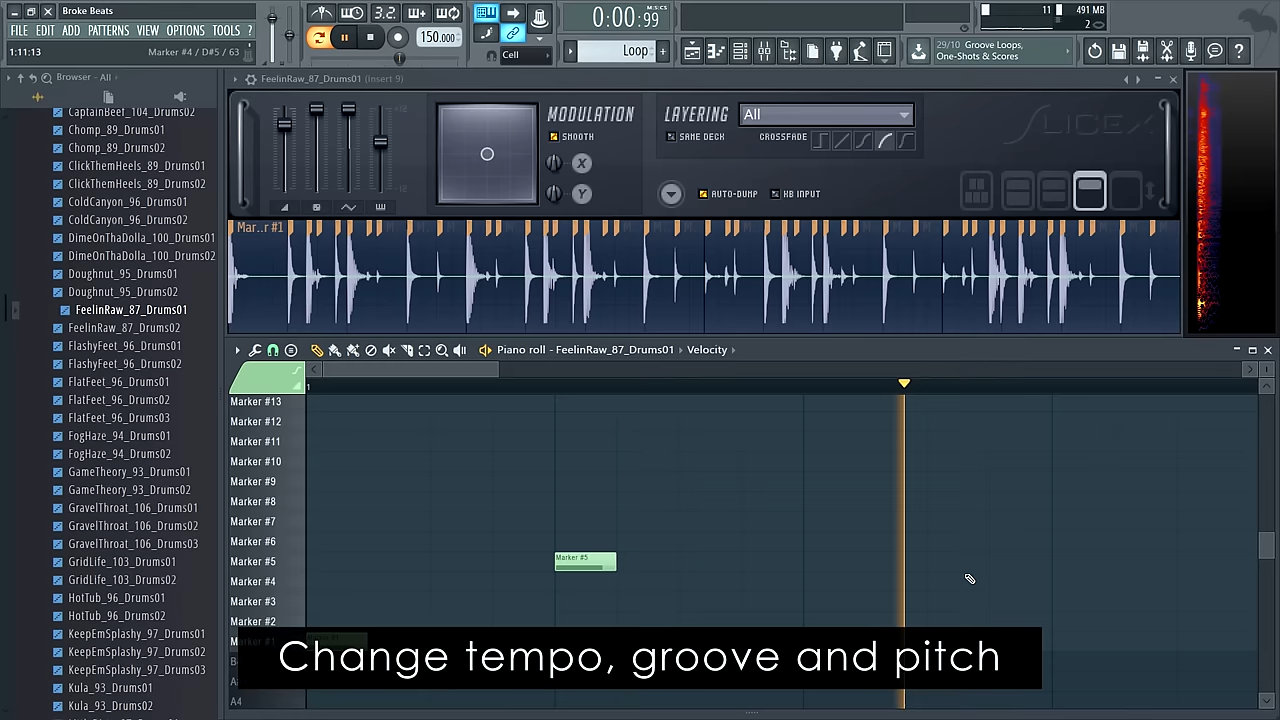 Broke Beats
FILE EDIT ADD PATTERNS VIEW OPTIONS TOOLS ?
1:11:13 Marker #4 / D#5 / 63
3.2
150.000
Cell
0:00:99
M:S:CS
Loop
11
491 MB
2
29/10 Groove Loops,
One-Shots & Scenic
Browser - All
CaptainBeef_104_Drums02
Chomp_89_Drums01
Chomp_89_Drums02
ClickThemHeels_89_Drums01
ClickThemHeels_89_Drums02
ColdCanyon_96_Drums01
ColdCanyon_96_Drums02
DimeOnThaDolla_100_Drums01
DimeOnThaDolla_100_Drums02
Doughnut_95_Drums01
Doughnut_95_Drums02
FeelinRaw_87_Drums01
FeelinRaw_87_Drums02
FlashyFeet_96_Drums01
FlashyFeet_96_Drums02
FlatFeet_96_Drums01
FlatFeet_96_Drums02
FlatFeet_96_Drums03
FogHaze_94_Drums01
FogHaze_94_Drums02
GameTheory_93_Drums01
GameTheory_93_Drums02
GravelThroat_106_Drums01
GravelThroat_106_Drums02
GravelThroat_106_Drums03
GridLife_103_Drums01
GridLife_103_Drums02
HotTub_96_Drums01
HotTub_96_Drums02
KeepEmSplashy_97_Drums01
KeepEmSplashy_97_Drums02
KeepEmSplashy_97_Drums03
Kula_93_Drums01
Kula_93_Drums02
FeelinRaw_87_Drums01 (Insert 9)
MODULATION
SMOOTH
X
Y
LAYERING
All
SAME DECK
CROSSFADE
AUTO-DUMP
KB INPUT
SLICEX
Mar..r #1
Piano roll - FeelinRaw_87_Drums01 Velocity
1
Marker #13
Marker #12
Marker #11
Marker #10
Marker #9
Marker #8
Marker #7
Marker #6
Marker #5
Marker #5
Marker #4
Marker #3
Marker #2
A4
Change tempo, groove and pitch